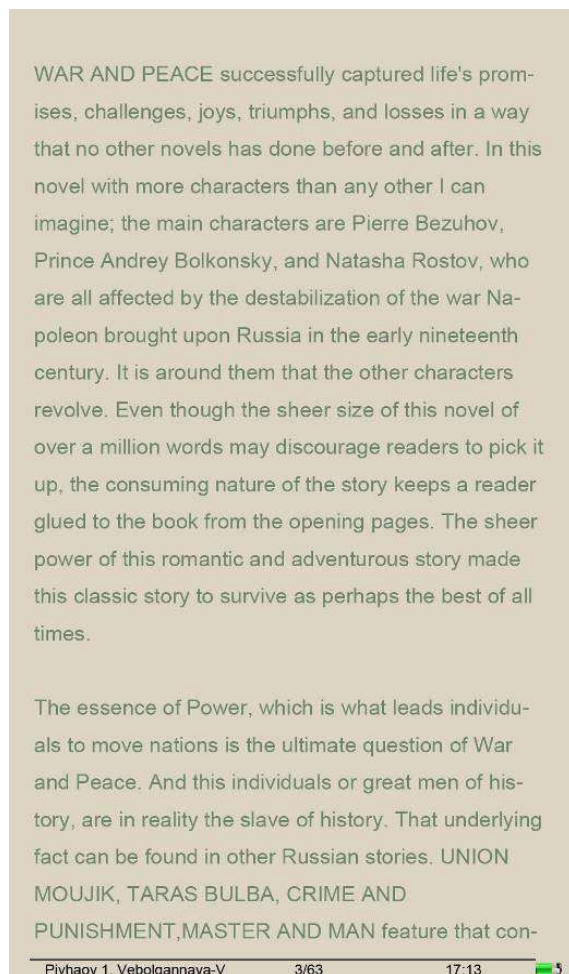 WAR AND PEACE successfully captured life's prom-
ises, challenges, joys, triumphs, and losses in a way
that no other novels has done before and after. In this
novel with more characters than any other I can
imagine; the main characters are Pierre Bezuhov,
Prince Andrey Bolkonsky, and Natasha Rostov, who
are all affected by the destabilization of the war Na-
poleon brought upon Russia in the early nineteenth
century. It is around them that the other characters
revolve. Even though the sheer size of this novel of
over a million words may discourage readers to pick it
up, the consuming nature of the story keeps a reader
glued to the book from the opening pages. The sheer
power of this romantic and adventurous story made
this classic story to survive as perhaps the best of all
times.
The essence of Power, which is what leads individu-
als to move nations is the ultimate question of War
and Peace. And this individuals or great men of his-
tory, are in reality the slave of history. That underlying
fact can be found in other Russian stories. UNION
MOUJIK, TARAS BULBA, CRIME AND
PUNISHMENT,MASTER AND MAN feature that con-
1. 3/63 17:13